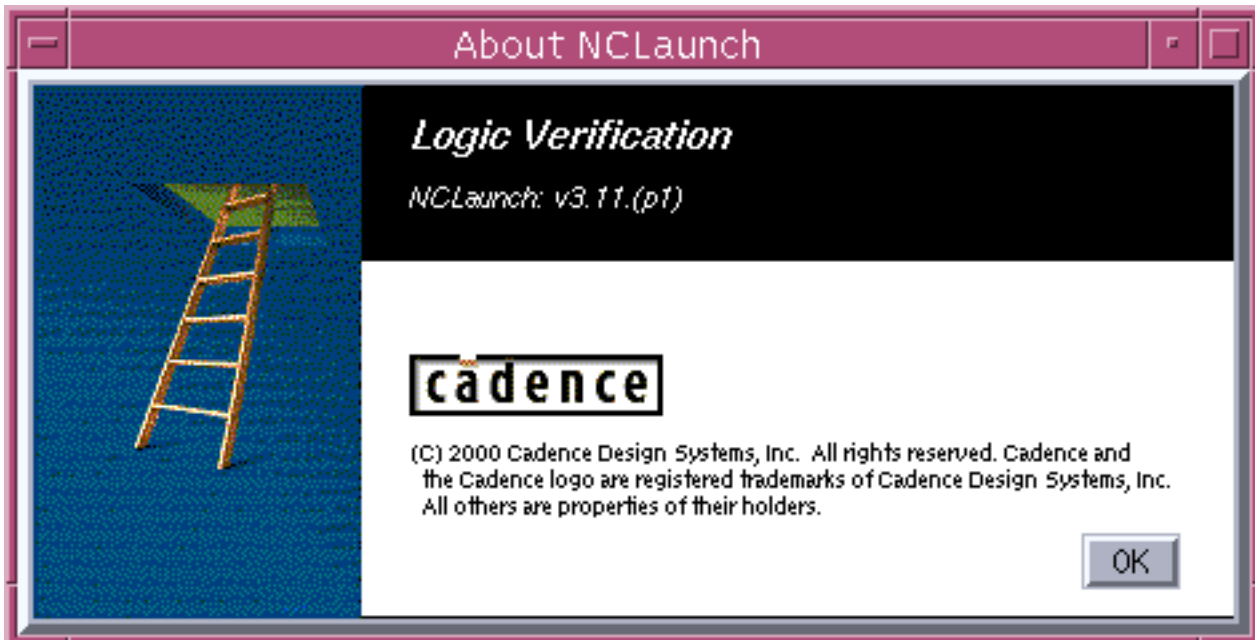 About NCLaunch
Logic Verification
NCLaunch: v3.11.(p1)
cādence
(C) 2000 Cadence Design Systems, Inc. All rights reserved. Cadence and
the Cadence logo are registered trademarks of Cadence Design Systems, Inc.
All others are properties of their holders.
OK